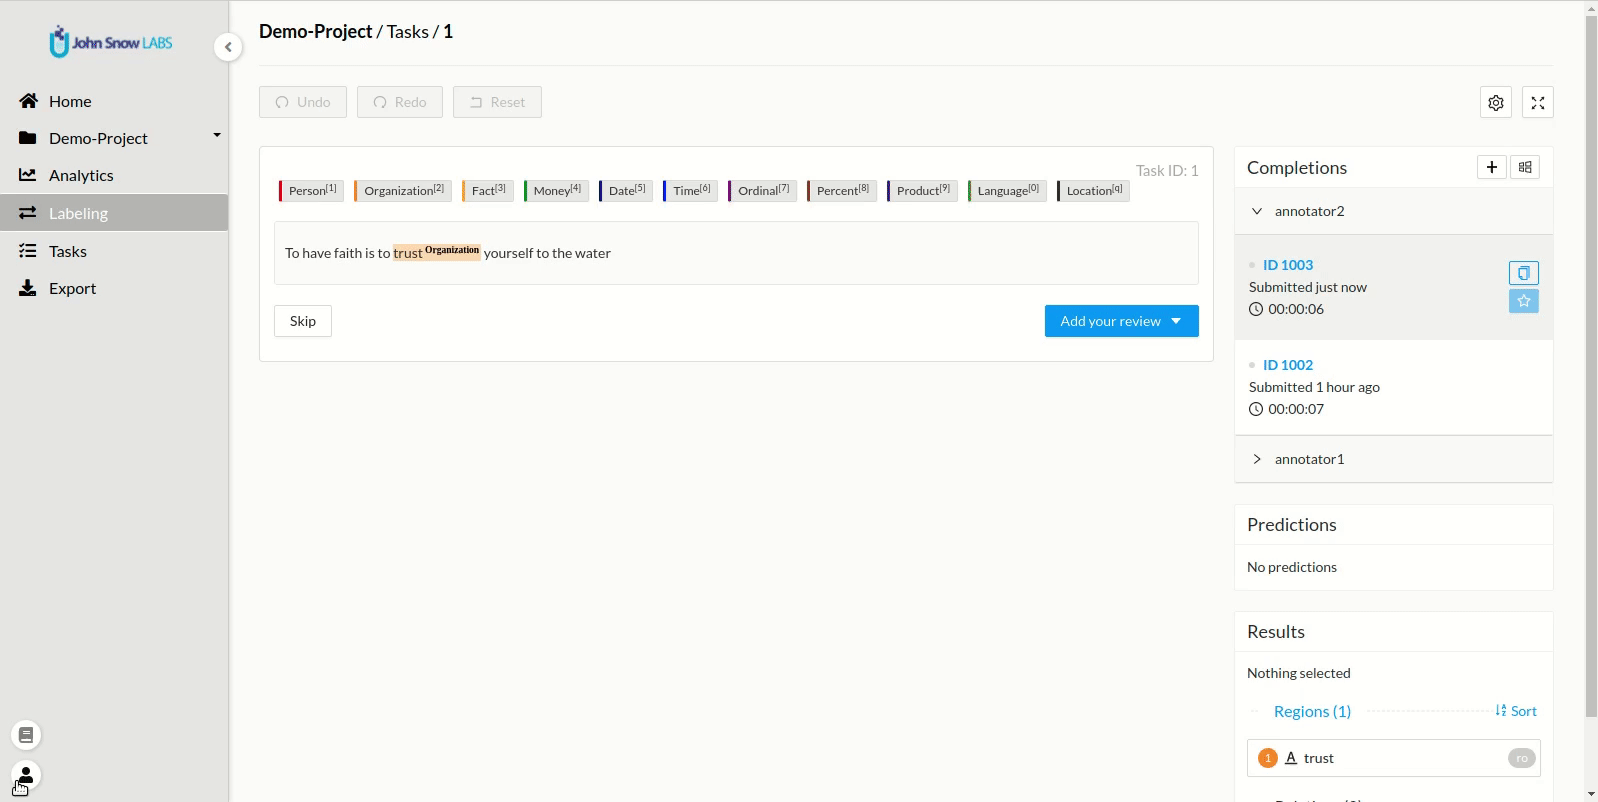 John Snow LABS
Home
Demo-Project
Analytics
Labeling
Tasks
Export
Demo-Project / Tasks / 1
Undo Redo Reset
Task ID: 1
Person[1] Organization[2] Fact[3] Money[4] Date[5] Time[6] Ordinal[7] Percent[8] Product[9] Language[0] Location[q]
To have faith is to trust Organization yourself to the water
Skip
Add your review
Completions
annotator2
ID 1003
Submitted just now
00:00:06
ID 1002
Submitted 1 hour ago
00:00:07
annotator1
Predictions
No predictions
Results
Nothing selected
Regions (1) Sort
1 A trust ro